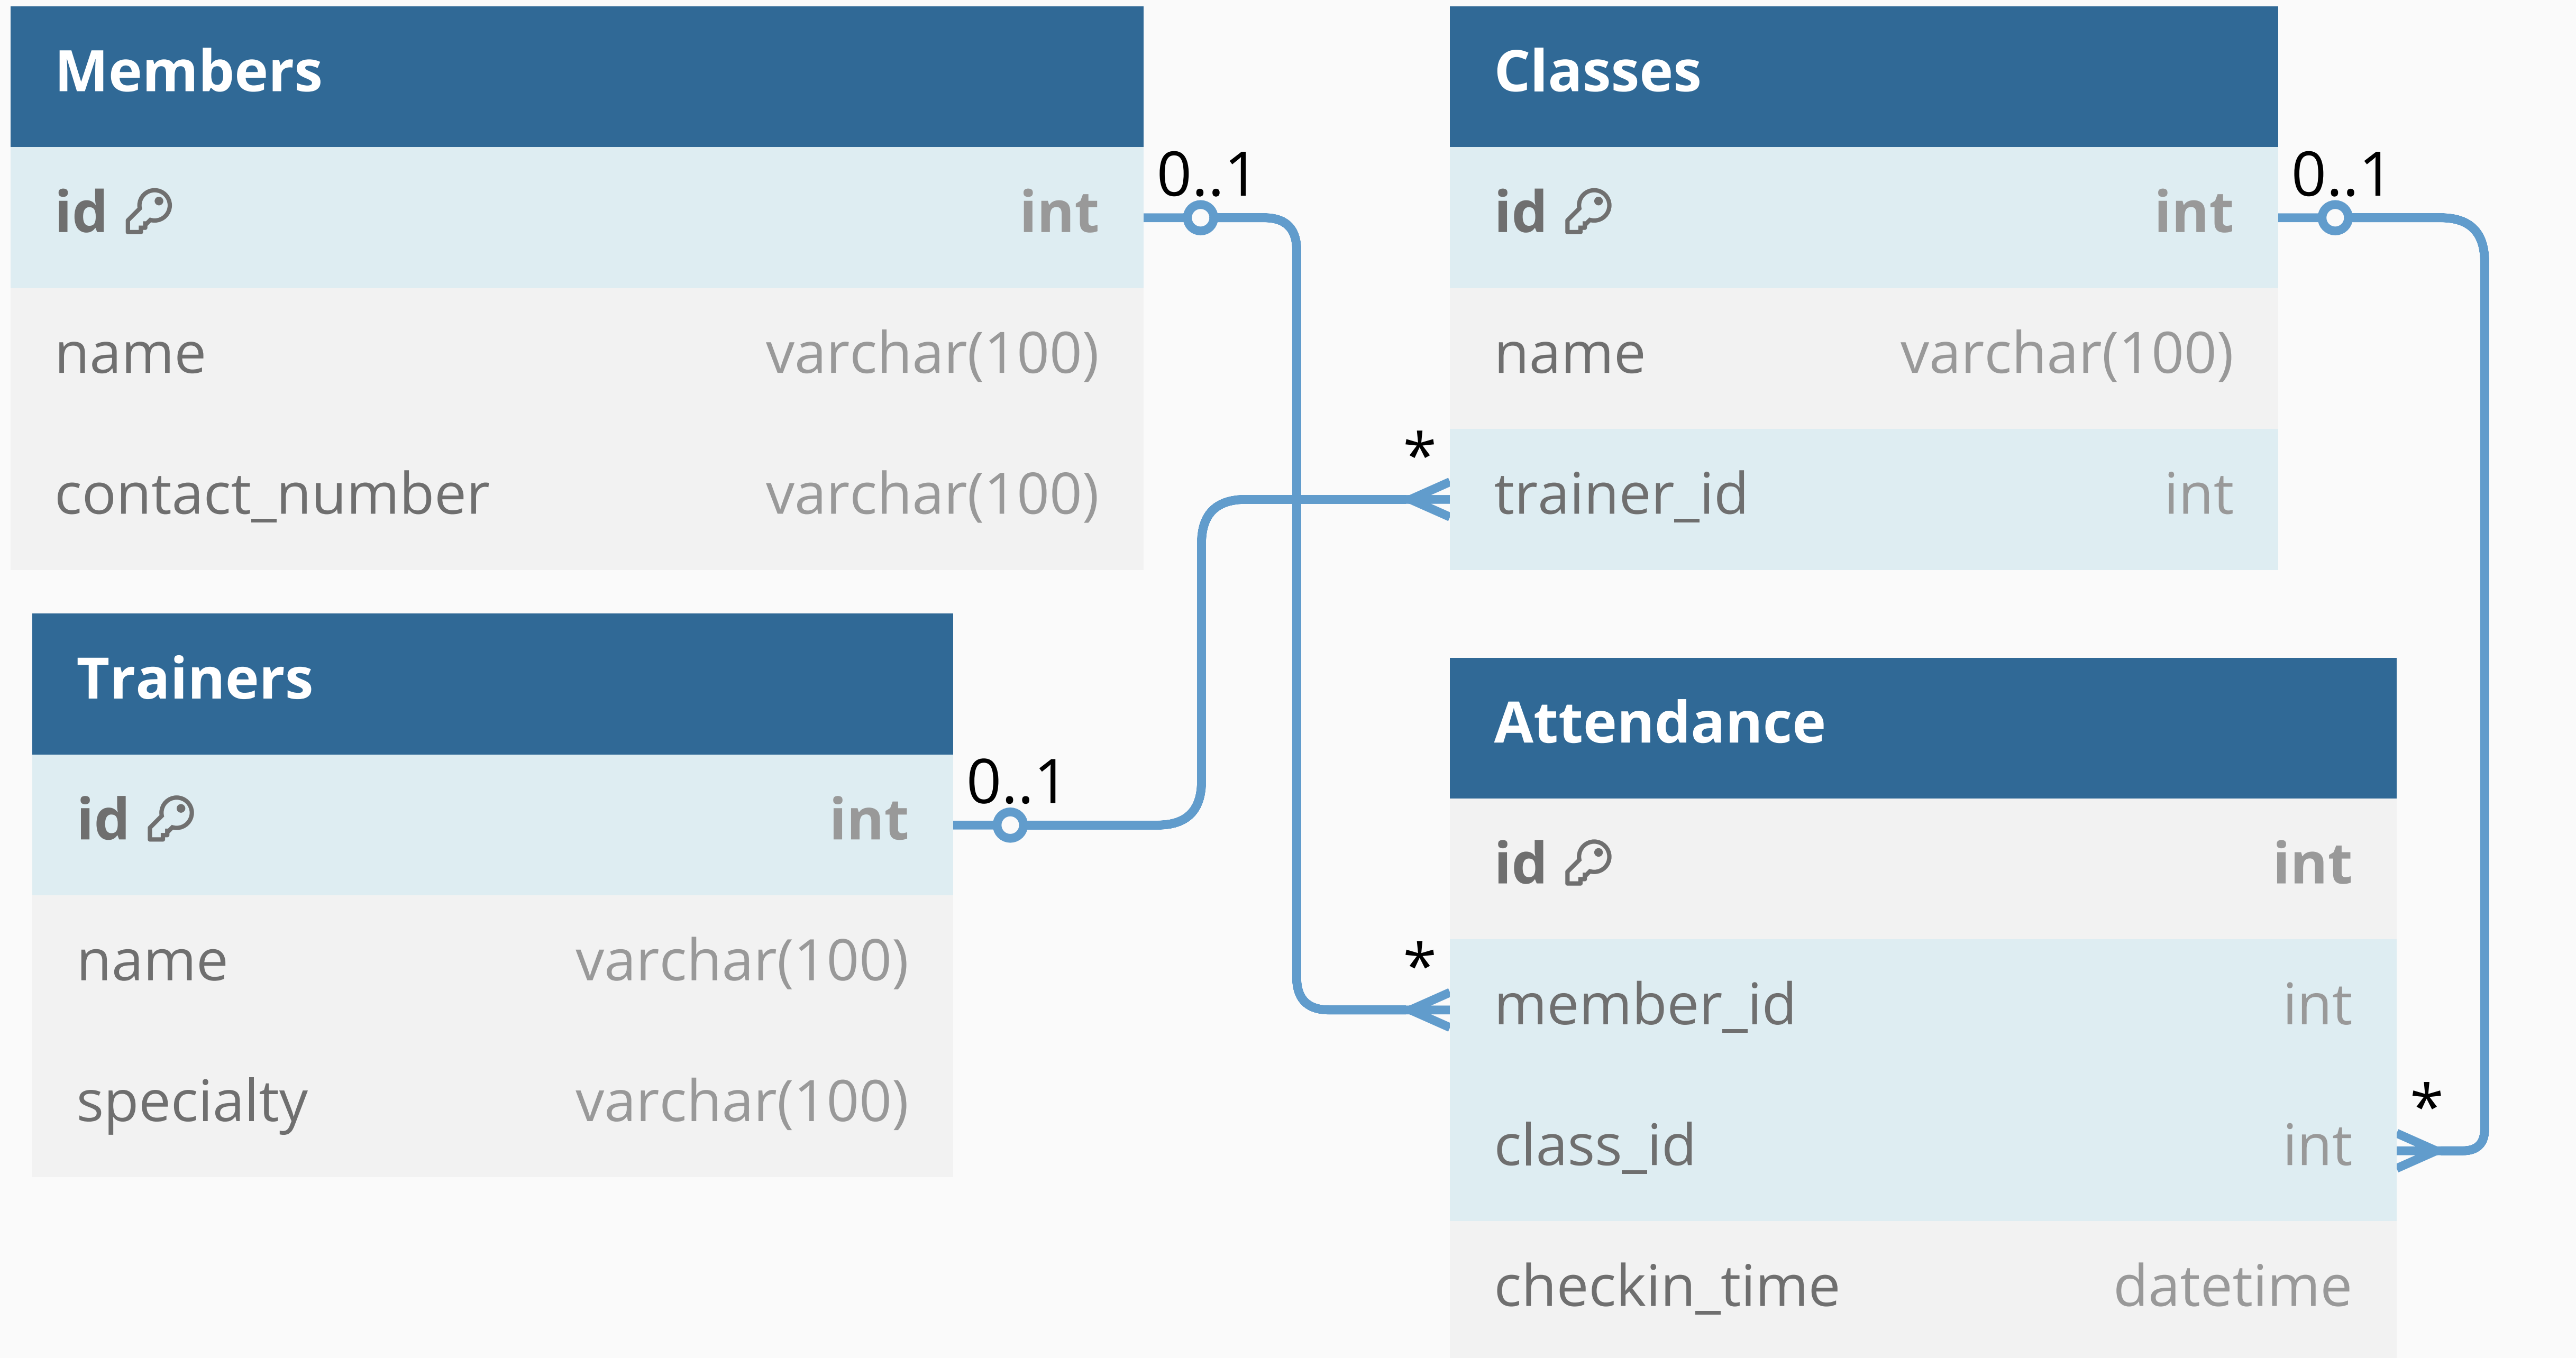 Members
id int
name varchar(100)
contact_number varchar(100)
0..1
Classes
id int
name varchar(100)
trainer_id int
0..1
*
Trainers
id int
name varchar(100)
specialty varchar(100)
0..1
Attendance
id int
member_id int
class_id int
checkin_time datetime
*
*